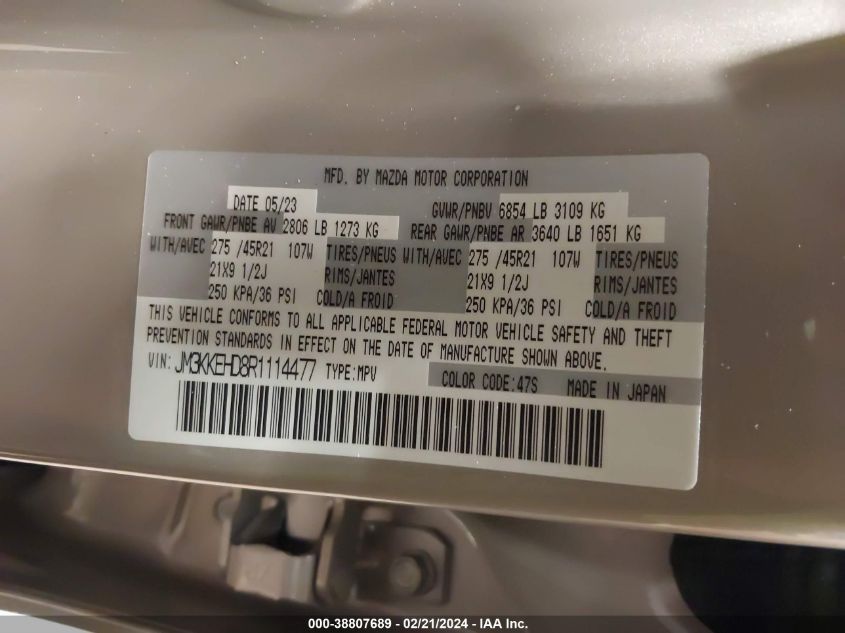 MFD. BY MAZDA MOTOR CORPORATION
DATE 05/23 GVWR/PNBV 6854 LB 3109 KG
FRONT GAWR/PNBE AV 2806 LB 1273 KG REAR GAWR/PNBE AR 3640 LB 1651 KG
WITH/AVEC 275 /45R21 107W TIRES/PNEUS WITH/AVEC 275 /45R21 107W TIRES/PNEUS
21X9 1/2J RIMS/JANTES 21X9 1/2J RIMS/JANTES
250 KPA/36 PSI COLD/A FROID 250 KPA/36 PSI COLD/A FROID
THIS VEHICLE CONFORMS TO ALL APPLICABLE FEDERAL MOTOR VEHICLE SAFETY AND THEFT
PREVENTION STANDARDS IN EFFECT ON THE DATE OF MANUFACTURE SHOWN ABOVE.
VIN: JM3KKEHD8R1114477 TYPE:MPV COLOR CODE:47S MADE IN JAPAN
000-38807689 - 02/21/2024 - IAA Inc.